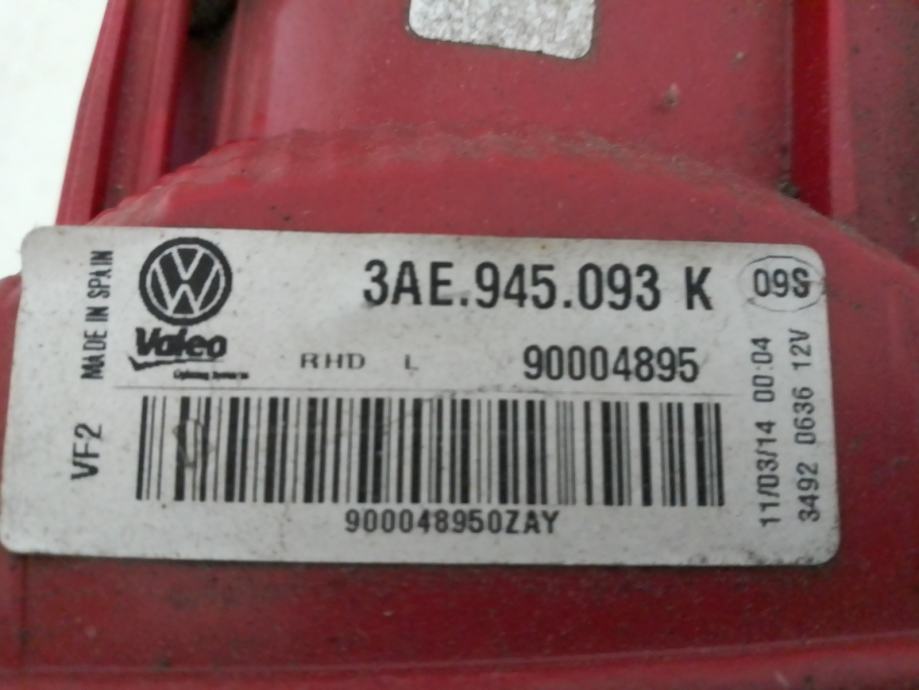 MADE IN SPAIN
VW
3AE.945.093 K
09S
Valeo
RHD L
90004895
VF2
900048950ZAY
11/03/14 00:04
3492 0636 12V